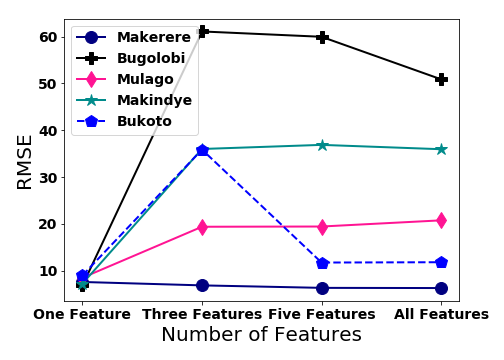 60
50
40
30
20
10
RMSE
Makerere
Bugolobi
Mulago
Makindye
Bukoto
One Feature Three Features Five Features All Features
Number of Features